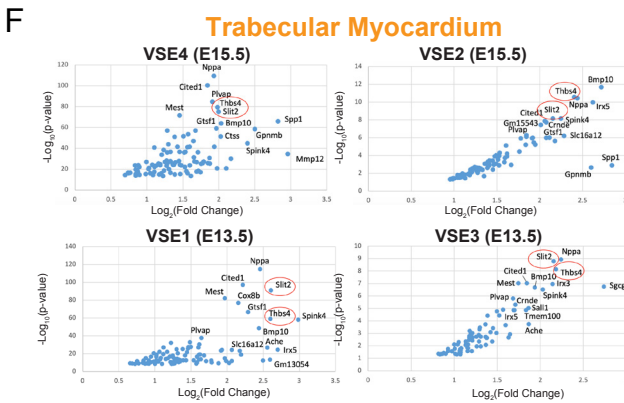 F
Trabecular Myocardium
VSE4 (E15.5)
-Log10(p-value)
120
100
80
60
40
20
0
0 0.5 1 1.5 2 2.5 3 3.5
Nppa
Cited1
Plvap
Thbs4
Mest
Slit2
Gtsf1
Bmp10
Spp1
Ctss
Gpnmb
Spink4
Mmp12
Log2(Fold Change)
VSE2 (E15.5)
-Log10(p-value)
14
12
10
8
6
4
2
0
0 0.5 1 1.5 2 2.5 3
Bmp10
Thbs4
Nppa
Irx5
Slit2
Cited1
Gm15543
Crnde
Spink4
Plvap
Gtsf1
Slc16a12
Spp1
Gpnmb
Log2(Fold Change)
VSE1 (E13.5)
-Log10(p-value)
140
120
100
80
60
40
20
0
0 0.5 1 1.5 2 2.5 3 3.5
Nppa
Cited1
Slit2
Mest
Cox8b
Gtsf1
Thbs4
Spink4
Plvap
Bmp10
Slc16a12
Ache
Irx5
Gm13054
Log2(Fold Change)
VSE3 (E13.5)
-Log10(p-value)
10
9
8
7
6
5
4
3
2
1
0
0 0.5 1 1.5 2 2.5 3
Slit2
Nppa
Cited1
Thbs4
Mest
Bmp10
Irx3
Plvap
Crnde
Spink4
Sall1
Irx5
Tmem100
Ache
Log2(Fold Change)